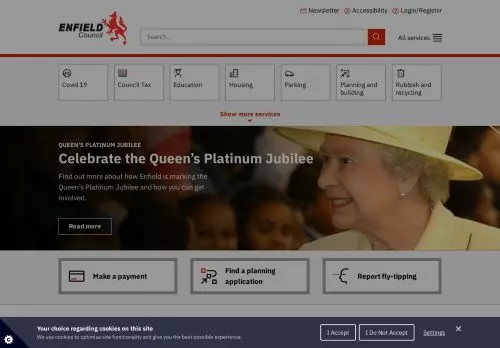 Newsletter
Accessibility
Login/Register
ENFIELD
Council
Search...
All services
Covid 19
Council Tax
Education
Housing
Parking
Planning and
building
Rubbish and
recycling
Show more services
QUEEN'S PLATINUM JUBILEE
Celebrate the Queen's Platinum Jubilee
Find out more about how Enfield is marking the
Queen's Platinum Jubilee and how you can get
involved.
Read more
Make a payment
Find a planning
application
Report fly-tipping
Your choice regarding cookies on this site
We use cookies to optimise site functionality and give you the best possible experience.
I Accept
I Do Not Accept
Settings